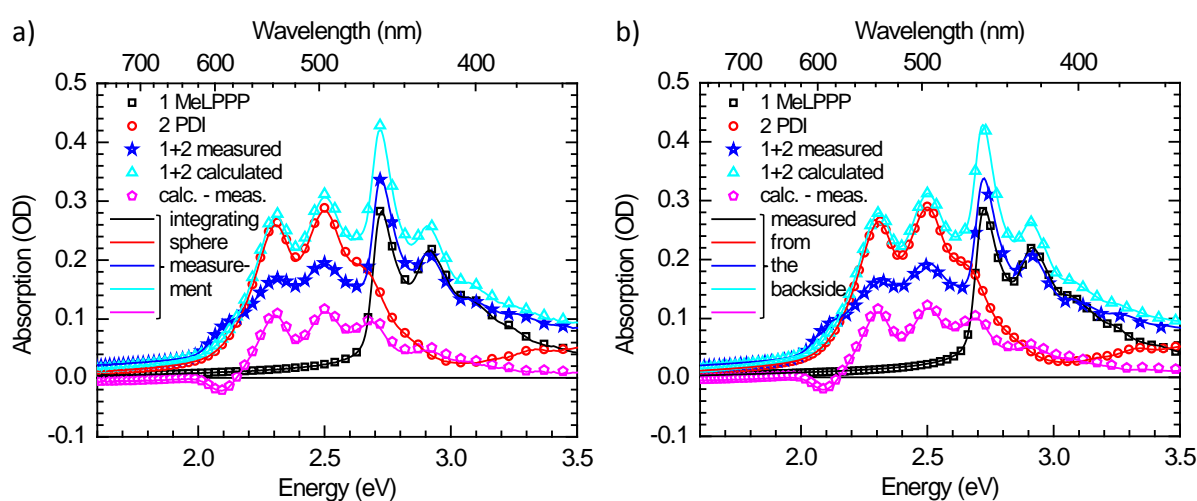 a)
Wavelength (nm)
700 600 500 400
0.5
0.4
0.3
0.2
0.1
0.0
-0.1
Absorption (OD)
1 MeLPPP
2 PDI
1+2 measured
1+2 calculated
calc. - meas.
integrating
sphere
measure-
ment
2.0 2.5 3.0 3.5
Energy (eV)
b)
Wavelength (nm)
700 600 500 400
0.5
0.4
0.3
0.2
0.1
0.0
-0.1
Absorption (OD)
1 MeLPPP
2 PDI
1+2 measured
1+2 calculated
calc. - meas.
measured
from
the
backside
2.0 2.5 3.0 3.5
Energy (eV)